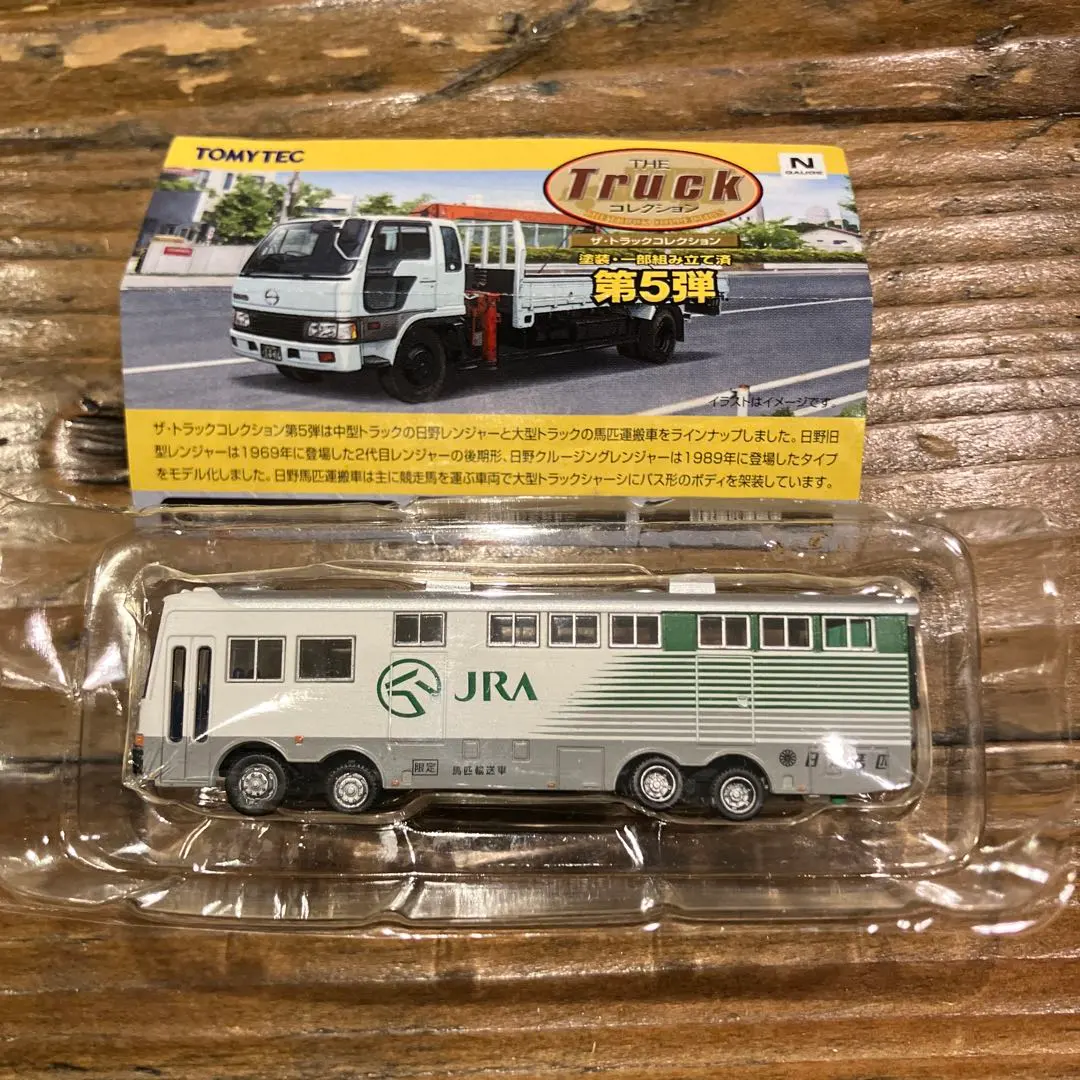 TOMYTEC
THE
Truck
コレクション
N
GAUGE
ザ・トラックコレクション
塗装・一部組み立て済
第5弾
イラストはイメージです。
ザ・トラックコレクション第5弾は中型トラックの日野レンジャーと大型トラックの馬匹運搬車をラインナップしました。日野旧
型レンジャーは1969年に登場した2代目レンジャーの後期形、日野クルージングレンジャーは1989年に登場したタイプ
をモデル化しました。日野馬匹運搬車は主に競走馬を運ぶ車両で大型トラックシャーシにバス形のボディを架装しています。
JRA
限定 馬匹輸送車